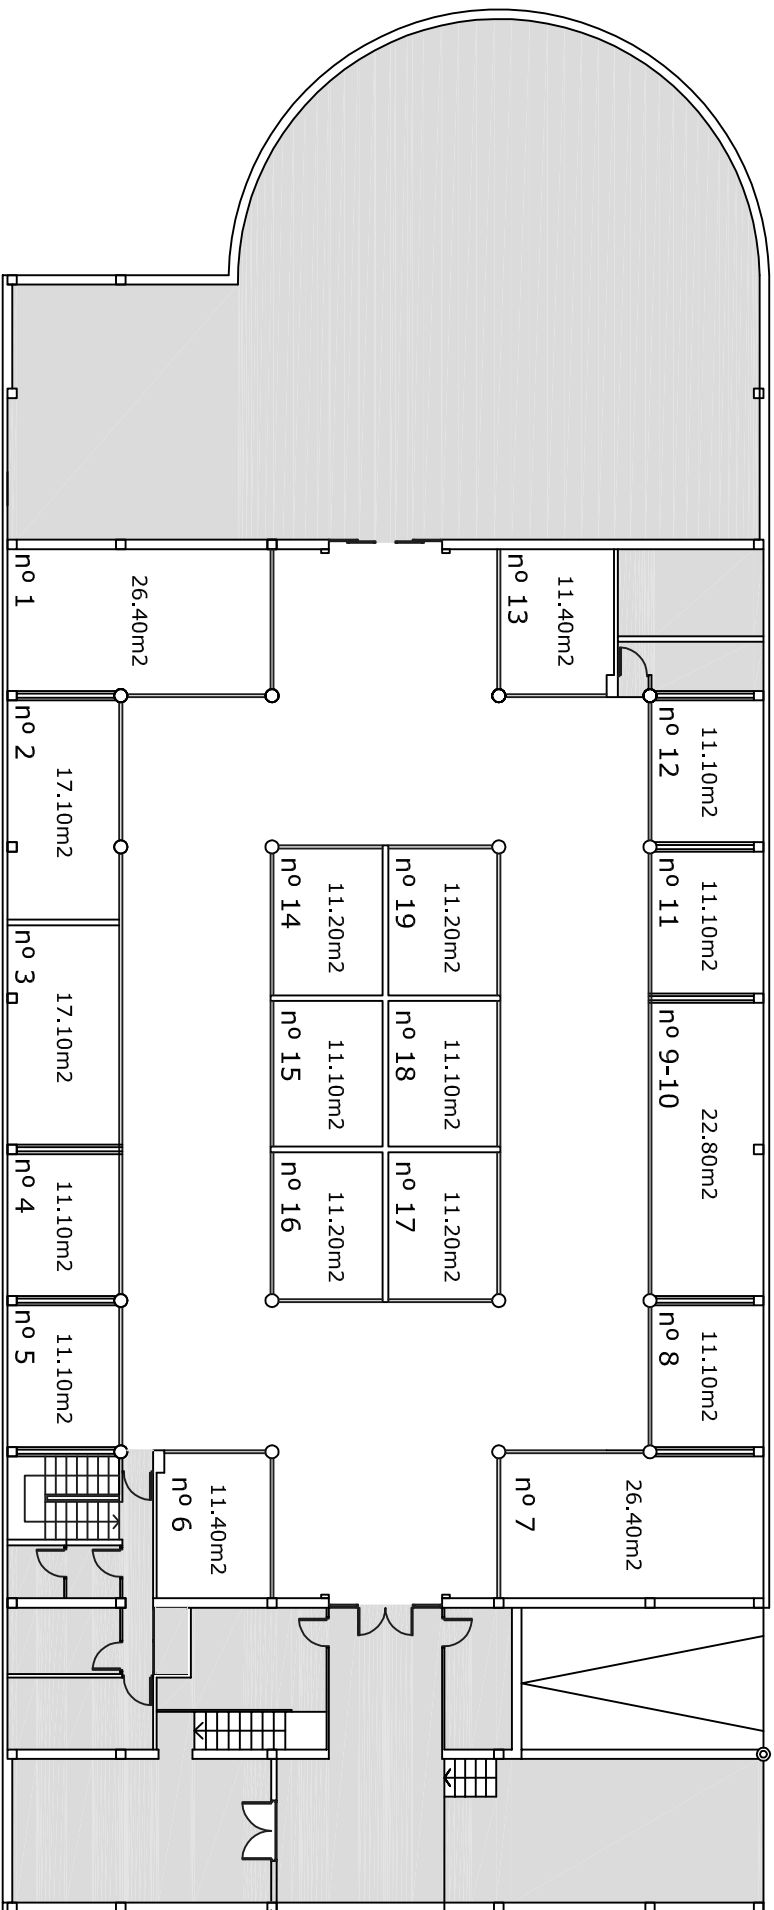 nº 1
26.40m2
nº 2
17.10m2
nº 3
17.10m2
nº 4
11.10m2
nº 5
11.10m2
nº 6
11.40m2
nº 7
26.40m2
nº 8
11.10m2
nº 9-10
22.80m2
nº 11
11.10m2
nº 12
11.10m2
nº 13
11.40m2
nº 14
11.20m2
nº 15
11.10m2
nº 16
11.20m2
nº 17
11.20m2
nº 18
11.10m2
nº 19
11.20m2